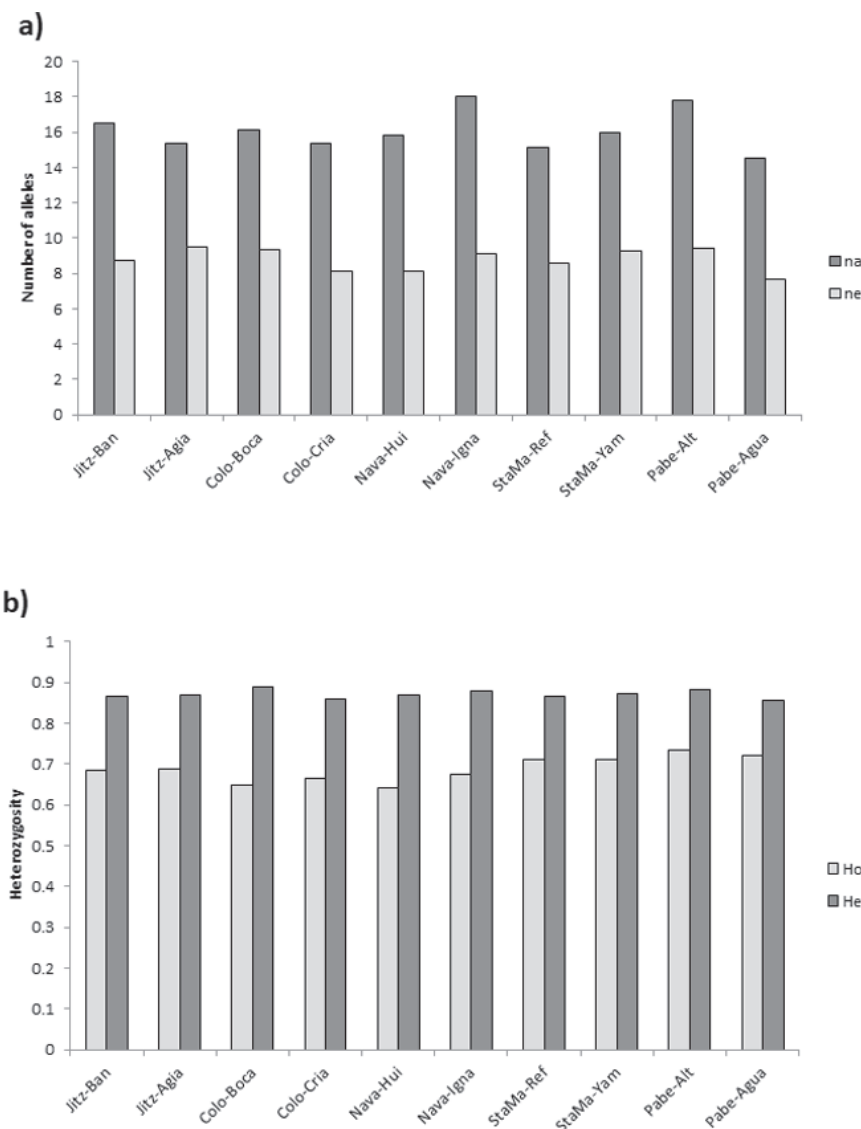 a)
20
18
16
14
12
10
8
6
4
2
0
Number of alleles
na
ne
Jitz-Ban
Jitz-Agia
Colo-Boca
Colo-Cria
Nava-Hui
Nava-Igna
StaMa-Ref
StaMa-Yam
Pabe-Alt
Pabe-Agua
b)
1
0.9
0.8
0.7
0.6
0.5
0.4
0.3
0.2
0.1
0
Heterozygosity
Ho
He
Jitz-Ban
Jitz-Agia
Colo-Boca
Colo-Cria
Nava-Hui
Nava-Igna
StaMa-Ref
StaMa-Yam
Pabe-Alt
Pabe-Agua